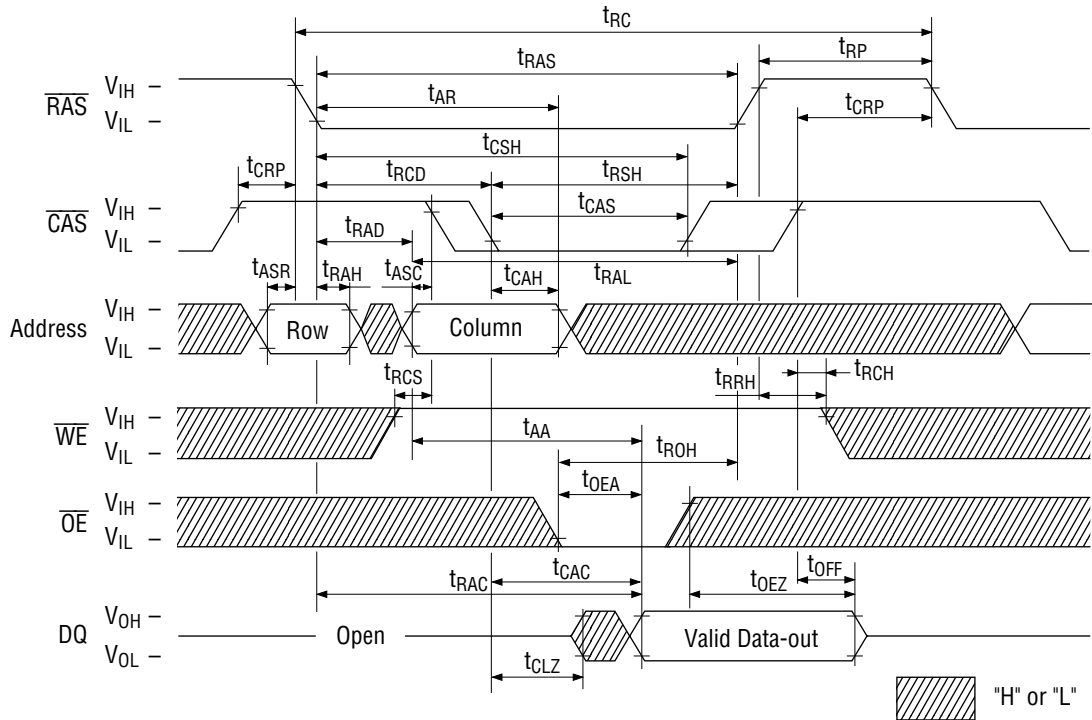 tRC
tRAS
tRP
RAS
VIH –
VIL –
tAR
tCRP
tCSH
tCRP
tRCD
tRSH
CAS
VIH –
VIL –
tCAS
tRAD
tRAL
tASR
tRAH
tASC
tCAH
Address
VIH –
VIL –
Row
Column
tRCS
tRRH
tRCH
WE
VIH –
VIL –
tAA
tROH
tOEA
OE
VIH –
VIL –
tCAC
tOFF
tRAC
tOEZ
DQ
VOH –
VOL –
Open
Valid Data-out
tCLZ
"H" or "L"